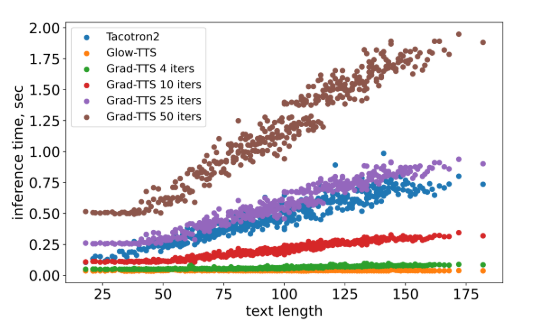 2.00
1.75
1.50
1.25
1.00
0.75
0.50
0.25
0.00
inference time, sec
Tacotron2
Glow-TTS
Grad-TTS 4 iters
Grad-TTS 10 iters
Grad-TTS 25 iters
Grad-TTS 50 iters
25 50 75 100 125 150 175
text length